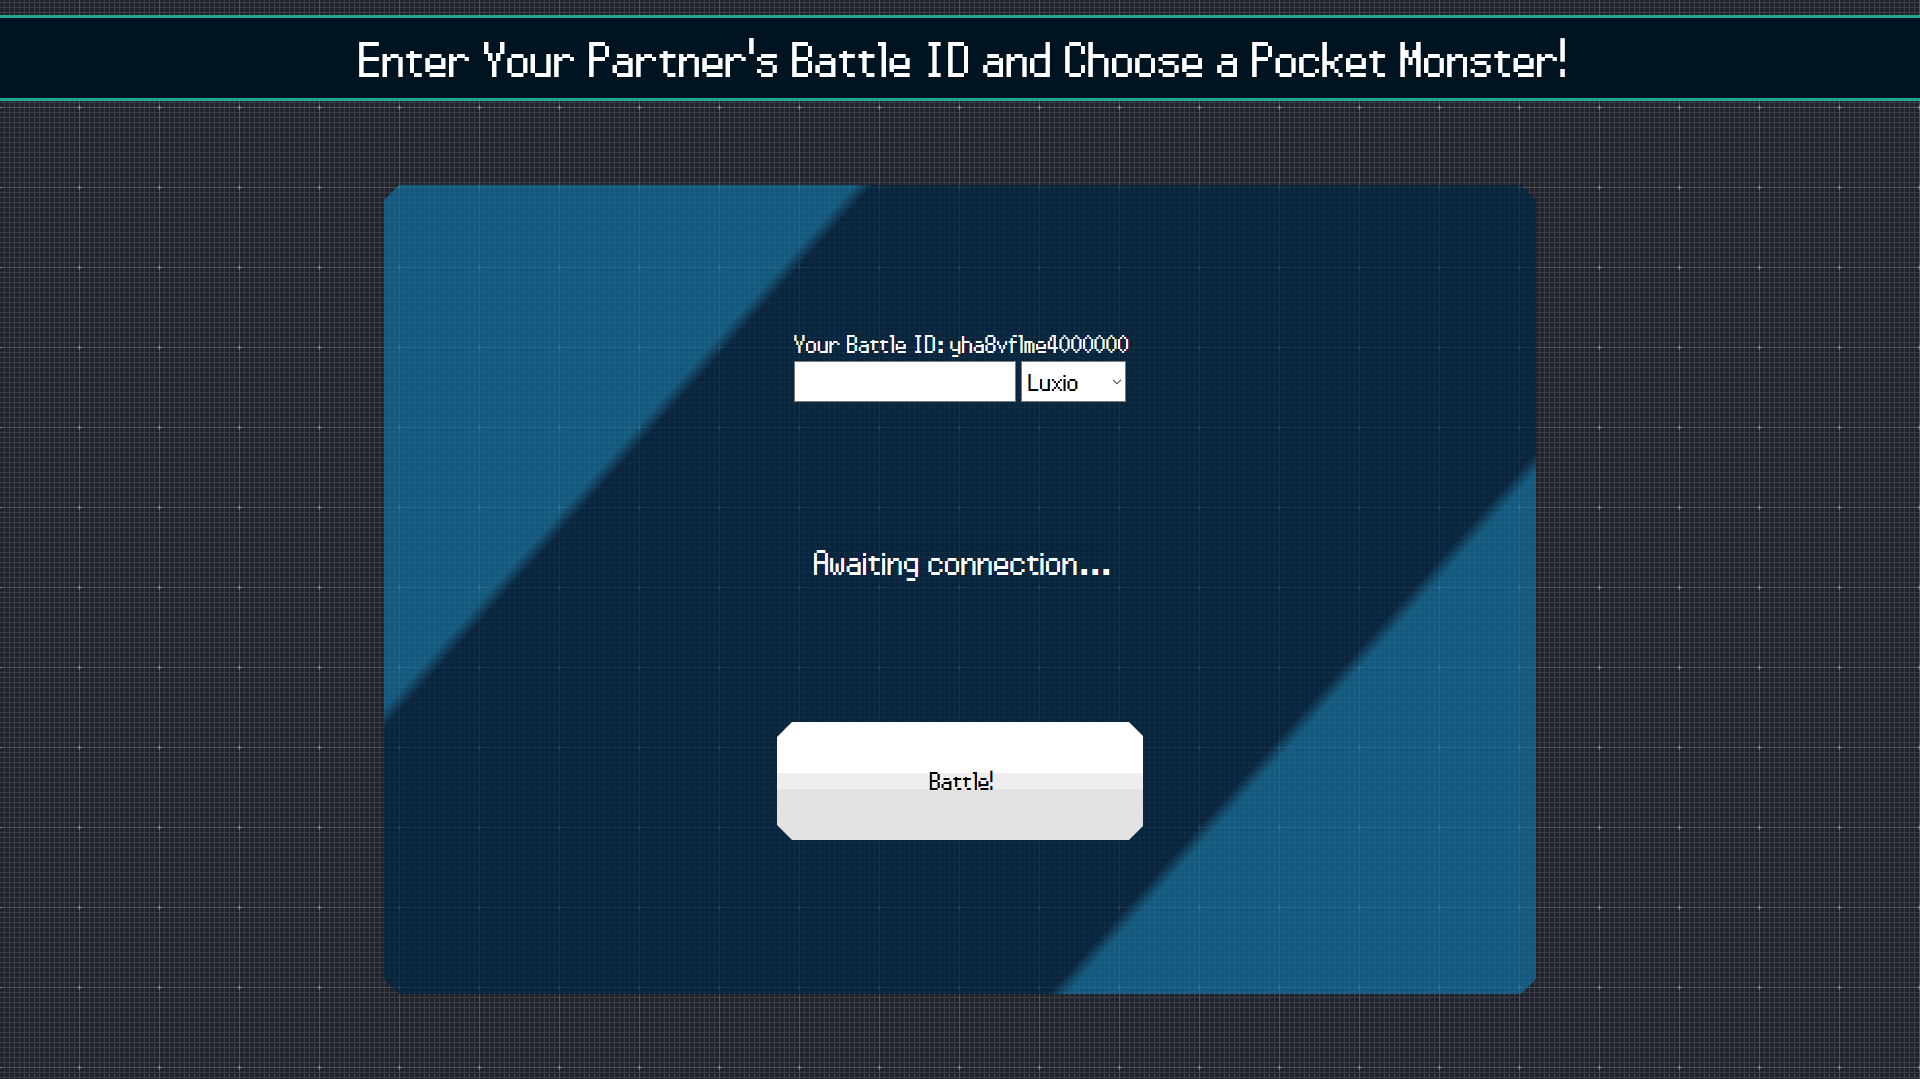 Enter Your Partner's Battle ID and Choose a Pocket Monster!
Your Battle ID: yha8vflme4000000
Luxio
Awaiting connection...
Battle!